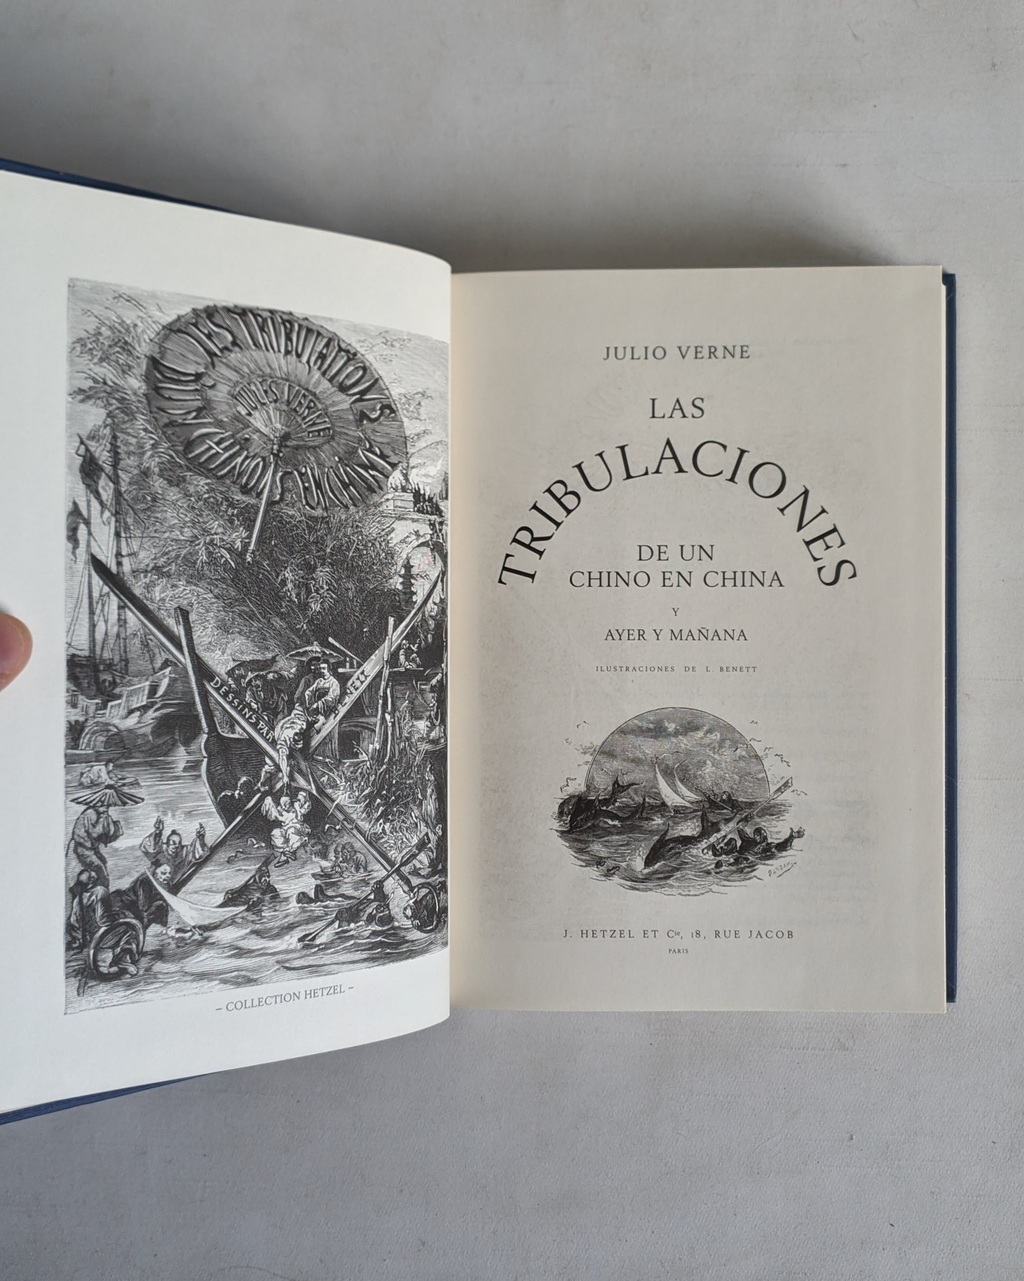 LES TRIBULATIONS
D'UN CHINOIS EN CHINE
JULES VERNE
DESSINS PAR
– COLLECTION HETZEL –
JULIO VERNE
LAS
TRIBULACIONES
DE UN
CHINO EN CHINA
Y
AYER Y MAÑANA
ILUSTRACIONES DE L. BENETT
J. HETZEL ET Cie, 18, RUE JACOB
PARIS